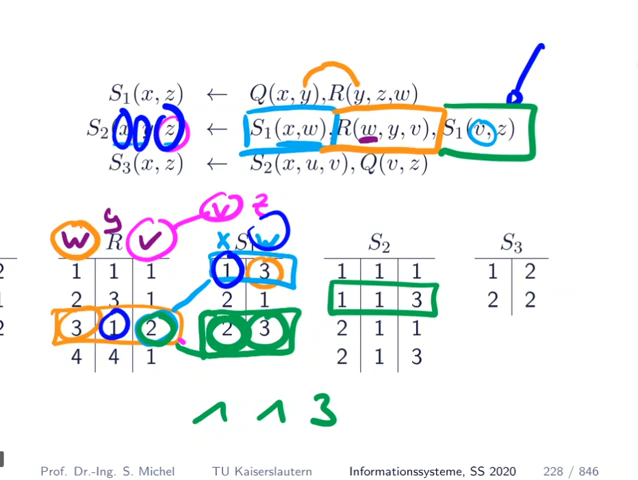 S₁(x, z) ← Q(x, y), R(y, z, w)
S₂(x, y, z) ← S₁(x, w), R(w, y, v), S₁(v, z)
S₃(x, z) ← S₂(x, u, v), Q(v, z)
y v z
w R v x S₁ w S₂ S₃
2 1 1 1 1 3 1 1 1 1 2
1 2 3 1 2 1 1 1 3 2 2
2 3 1 2 2 3 2 1 1
4 4 1 2 1 3
1 1 3
Prof. Dr.-Ing. S. Michel TU Kaiserslautern Informationssysteme, SS 2020 228 / 846